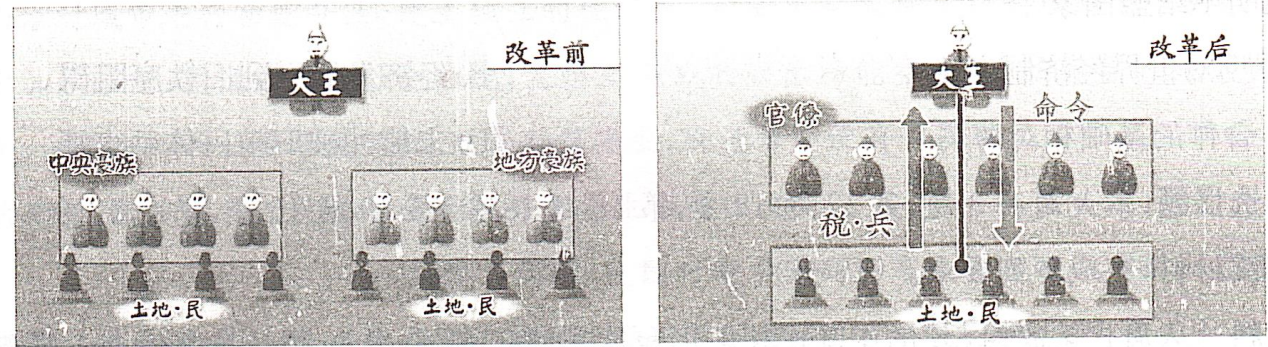 改革前
大王
中央豪族
地方豪族
土地·民
土地·民
改革后
大王
官僚
命令
税·兵
土地·民